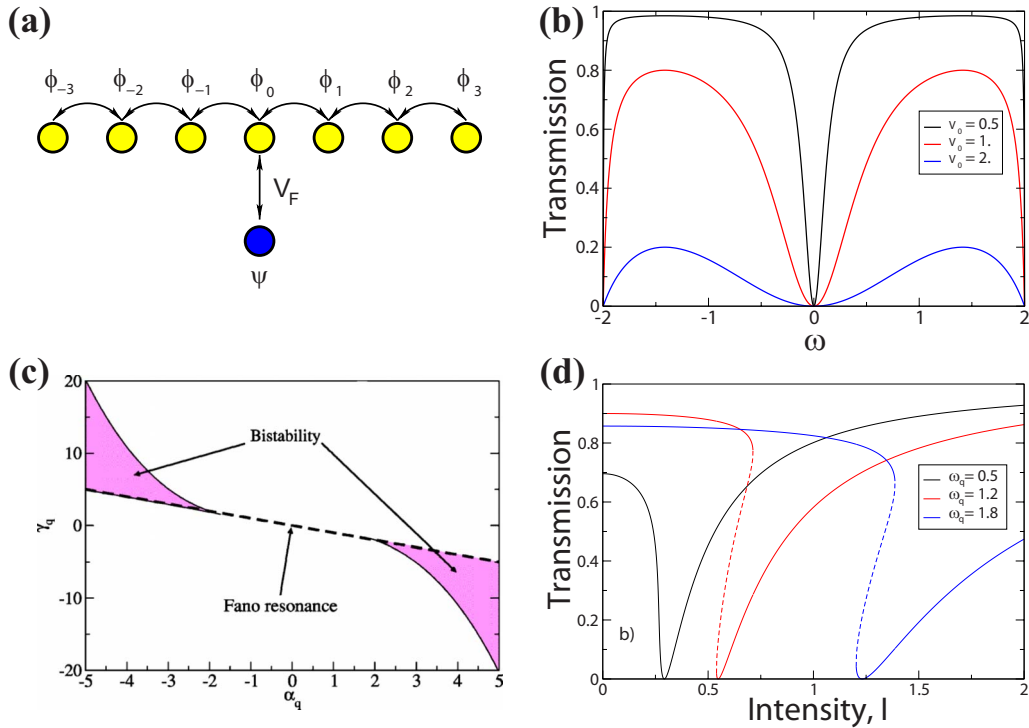 (a)
ϕ₋₃ ϕ₋₂ ϕ₋₁ ϕ₀ ϕ₁ ϕ₂ ϕ₃
V_F
ψ
(b)
Transmission
1
0.8
0.6
0.4
0.2
0
-2 -1 0 1 2
ω
V₀ = 0.5
V₀ = 1.
V₀ = 2.
(c)
γ_q
20
10
0
-10
-20
-5 -4 -3 -2 -1 0 1 2 3 4 5
α_q
Bistability
Fano resonance
(d)
Transmission
1
0.8
0.6
0.4
0.2
0
0 0.5 1 1.5 2
Intensity, I
ω_q = 0.5
ω_q = 1.2
ω_q = 1.8
b)